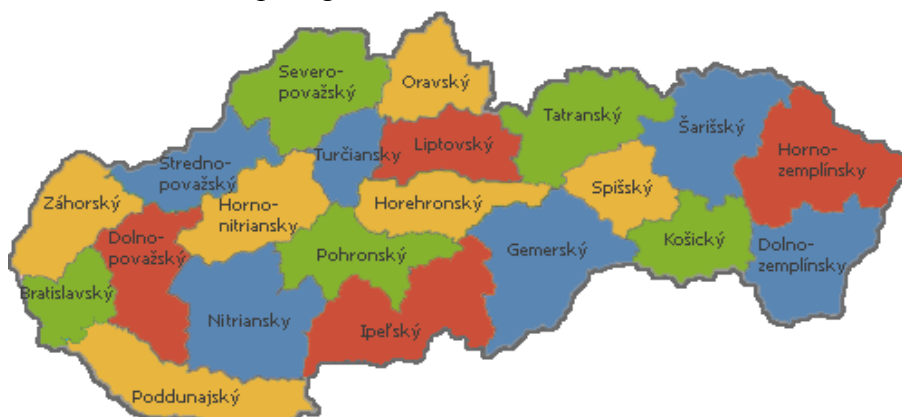 Severo-
považský
Oravský
Tatranský
Šarišský
Horno-
zemplínsky
Stredno-
považský
Turčiansky
Liptovský
Záhorský
Horno-
nitriansky
Horehronský
Spišský
Dolno-
považský
Pohronský
Gemerský
Košický
Dolno-
zemplínsky
Bratislavský
Nitriansky
Ipeľský
Poddunajský